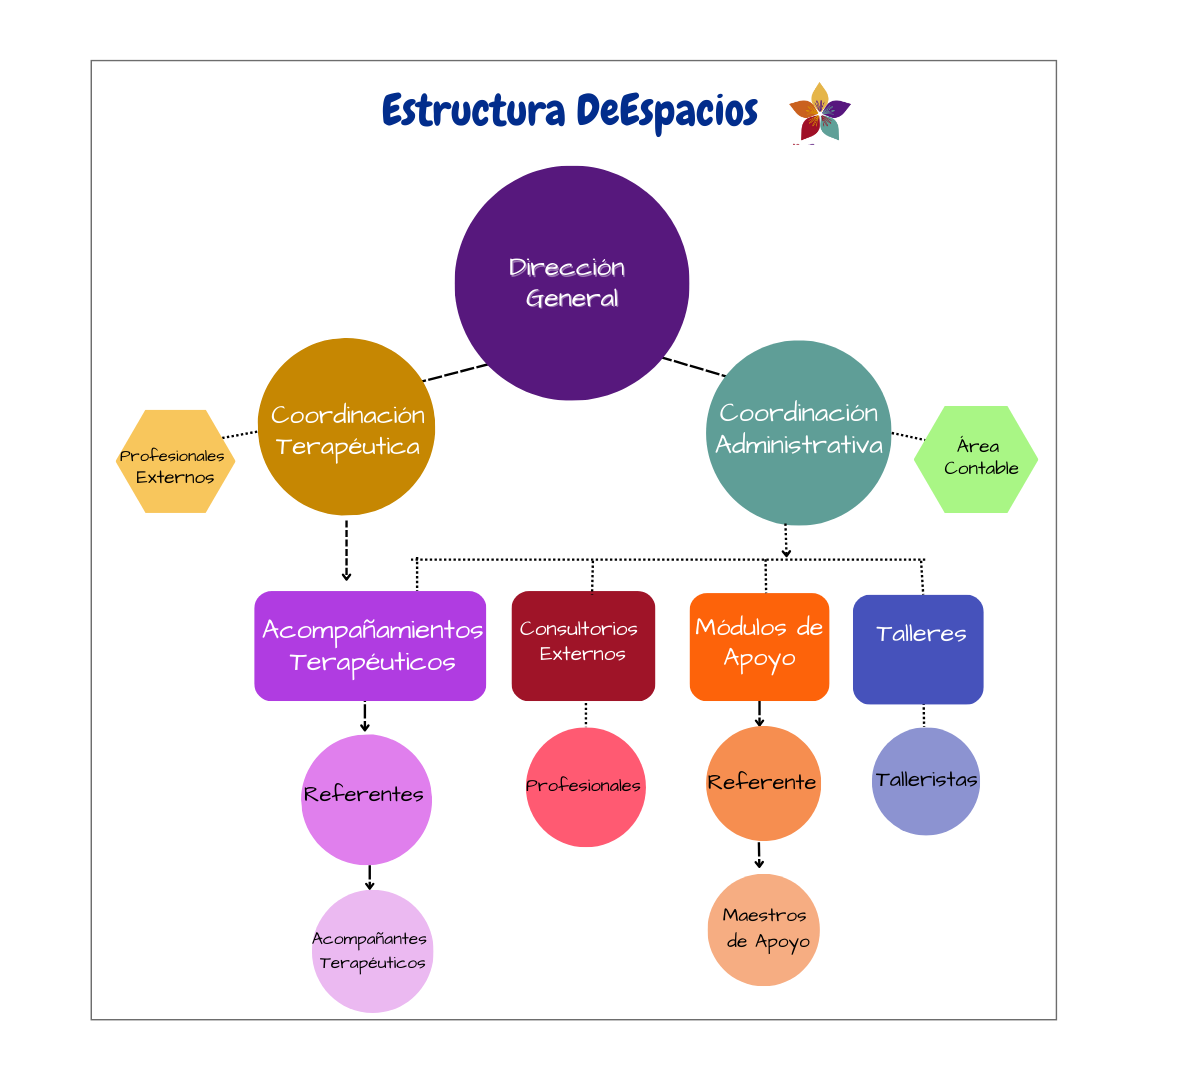 Estructura DeEspacios
Dirección
General
Coordinación
Terapéutica
Coordinación
Administrativa
Profesionales
Externos
Área
Contable
Acompañamientos
Terapéuticos
Consultorios
Externos
Módulos de
Apoyo
Talleres
Referentes
Profesionales
Referente
Talleristas
Acompañantes
Terapéuticos
Maestros
de Apoyo